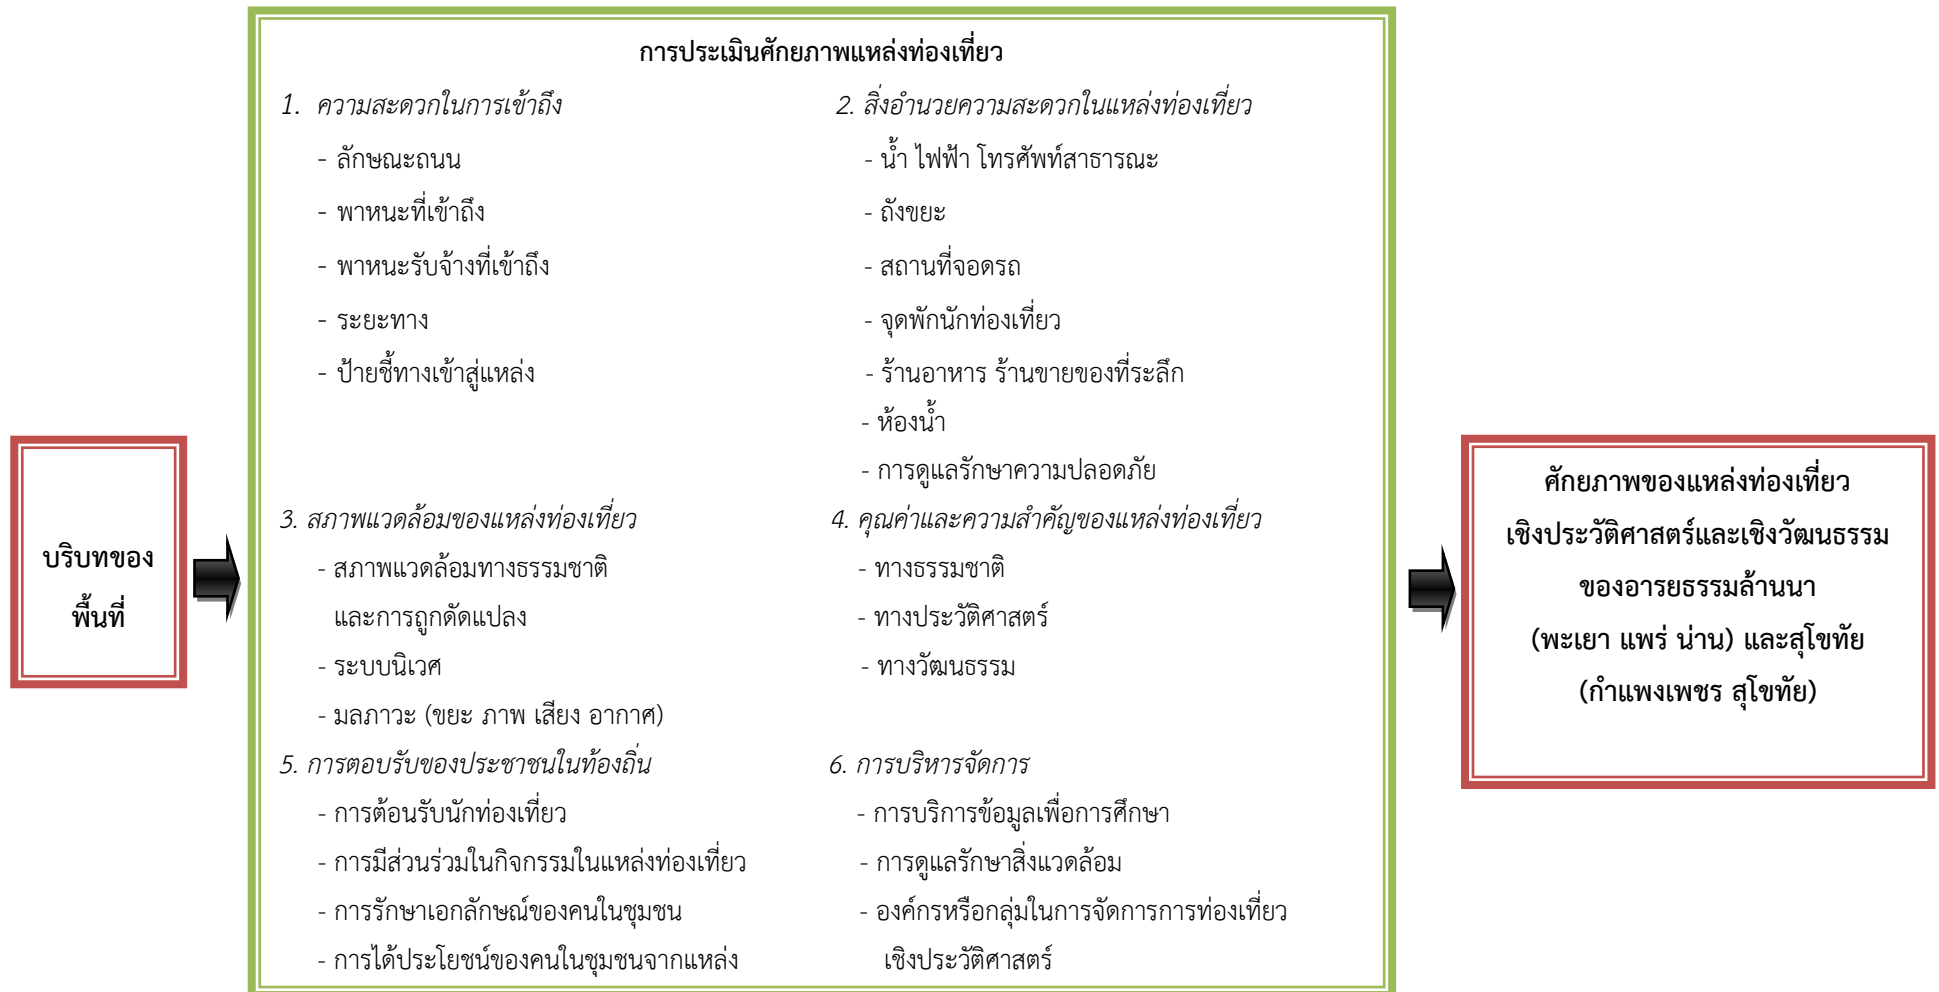 บริบทของ
พื้นที่
การประเมินศักยภาพแหล่งท่องเที่ยว
1. ความสะดวกในการเข้าถึง
- ลักษณะถนน
- พาหนะที่เข้าถึง
- พาหนะรับจ้างที่เข้าถึง
- ระยะทาง
- ป้ายชี้ทางเข้าสู่แหล่ง
2. สิ่งอำนวยความสะดวกในแหล่งท่องเที่ยว
- น้ำ ไฟฟ้า โทรศัพท์สาธารณะ
- ถังขยะ
- สถานที่จอดรถ
- จุดพักนักท่องเที่ยว
- ร้านอาหาร ร้านขายของที่ระลึก
- ห้องน้ำ
- การดูแลรักษาความปลอดภัย
3. สภาพแวดล้อมของแหล่งท่องเที่ยว
- สภาพแวดล้อมทางธรรมชาติ
และการถูกดัดแปลง
- ระบบนิเวศ
- มลภาวะ (ขยะ ภาพ เสียง อากาศ)
4. คุณค่าและความสำคัญของแหล่งท่องเที่ยว
- ทางธรรมชาติ
- ทางประวัติศาสตร์
- ทางวัฒนธรรม
5. การตอบรับของประชาชนในท้องถิ่น
- การต้อนรับนักท่องเที่ยว
- การมีส่วนร่วมในกิจกรรมในแหล่งท่องเที่ยว
- การรักษาเอกลักษณ์ของคนในชุมชน
- การได้ประโยชน์ของคนในชุมชนจากแหล่ง
6. การบริหารจัดการ
- การบริการข้อมูลเพื่อการศึกษา
- การดูแลรักษาสิ่งแวดล้อม
- องค์กรหรือกลุ่มในการจัดการการท่องเที่ยว
เชิงประวัติศาสตร์
ศักยภาพของแหล่งท่องเที่ยว
เชิงประวัติศาสตร์และเชิงวัฒนธรรม
ของอารยธรรมล้านนา
(พะเยา แพร่ น่าน) และสุโขทัย
(กำแพงเพชร สุโขทัย)